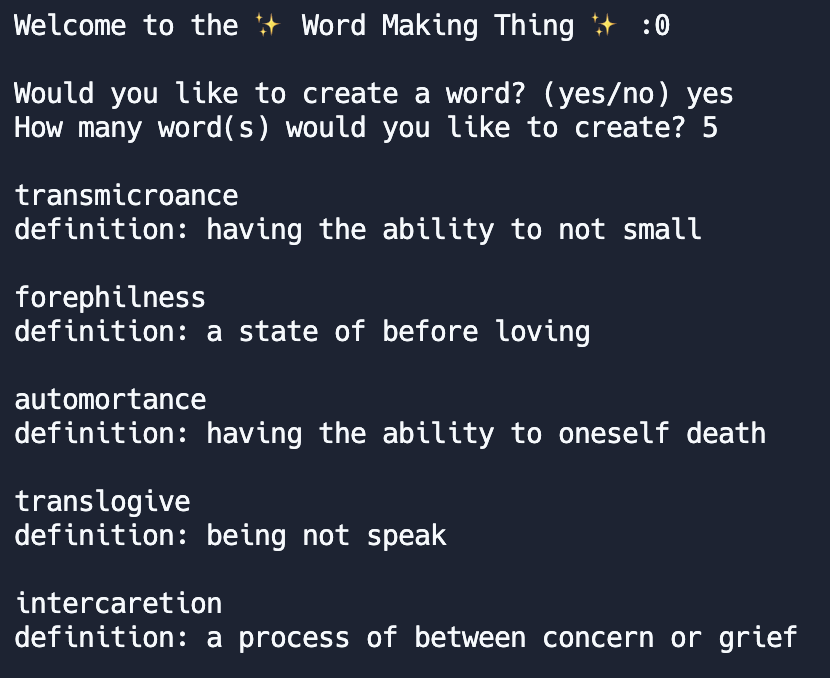 Welcome to the ✨ Word Making Thing ✨ :0
Would you like to create a word? (yes/no) yes
How many word(s) would you like to create? 5
transmicroance
definition: having the ability to not small
forephilness
definition: a state of before loving
automortance
definition: having the ability to oneself death
translogive
definition: being not speak
intercaretion
definition: a process of between concern or grief